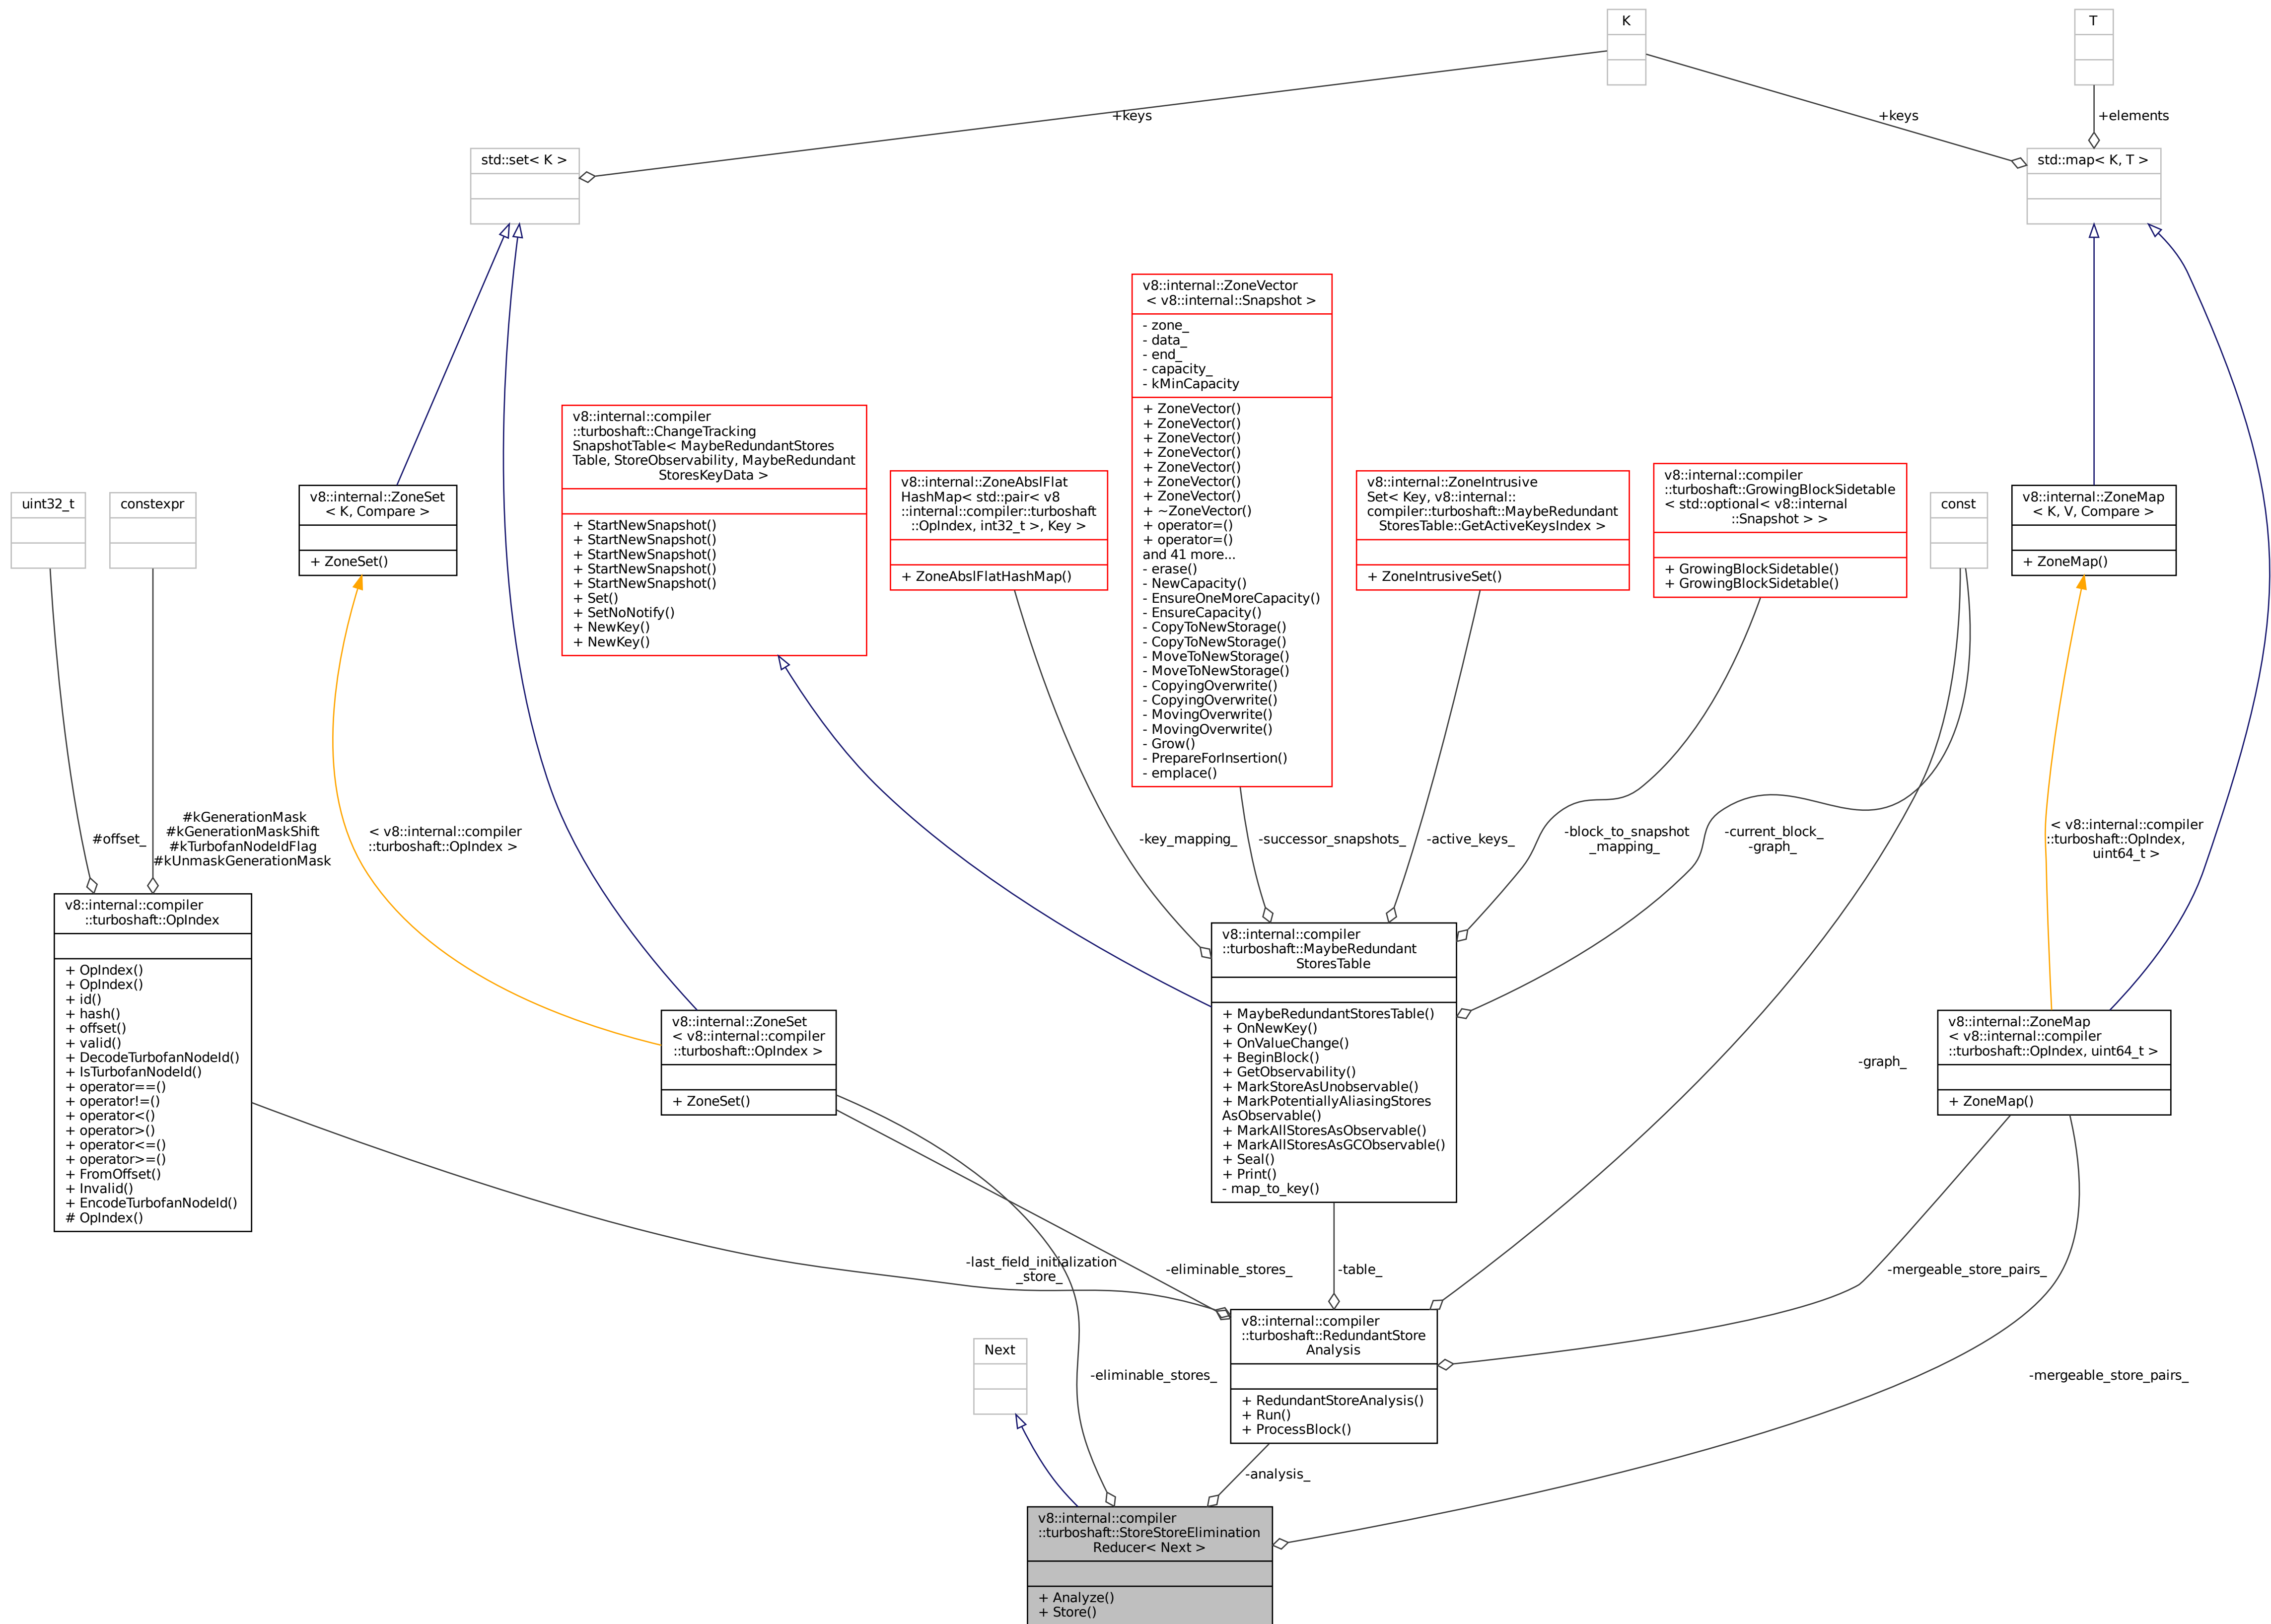 K
T
+keys
+keys
+elements
std::set< K >
std::map< K, T >
v8::internal::ZoneVector
< v8::internal::Snapshot >
- zone_
- data_
- end_
- capacity_
- kMinCapacity
+ ZoneVector()
+ ZoneVector()
+ ZoneVector()
+ ZoneVector()
+ ZoneVector()
+ ZoneVector()
+ ZoneVector()
+ ~ZoneVector()
+ operator=()
+ operator=()
and 41 more...
- erase()
- NewCapacity()
- EnsureOneMoreCapacity()
- EnsureCapacity()
- CopyToNewStorage()
- CopyToNewStorage()
- MoveToNewStorage()
- MoveToNewStorage()
- CopyingOverwrite()
- CopyingOverwrite()
- MovingOverwrite()
- MovingOverwrite()
- Grow()
- PrepareForInsertion()
- emplace()
v8::internal::compiler
::turboshaft::ChangeTracking
SnapshotTable< MaybeRedundantStores
Table, StoreObservability, MaybeRedundant
StoresKeyData >
+ StartNewSnapshot()
+ StartNewSnapshot()
+ StartNewSnapshot()
+ StartNewSnapshot()
+ StartNewSnapshot()
+ Set()
+ SetNoNotify()
+ NewKey()
+ NewKey()
v8::internal::ZoneAbslFlat
HashMap< std::pair< v8
::internal::compiler::turboshaft
::OpIndex, int32_t >, Key >
+ ZoneAbslFlatHashMap()
v8::internal::ZoneIntrusive
Set< Key, v8::internal::
compiler::turboshaft::MaybeRedundant
StoresTable::GetActiveKeysIndex >
+ ZoneIntrusiveSet()
v8::internal::compiler
::turboshaft::GrowingBlockSidetable
< std::optional< v8::internal
::Snapshot > >
+ GrowingBlockSidetable()
+ GrowingBlockSidetable()
uint32_t
constexpr
v8::internal::ZoneSet
< K, Compare >
+ ZoneSet()
const
v8::internal::ZoneMap
< K, V, Compare >
+ ZoneMap()
#offset_
#kGenerationMask
#kGenerationMaskShift
#kTurbofanNodeIdFlag
#kUnmaskGenerationMask
< v8::internal::compiler
::turboshaft::OpIndex >
-key_mapping_
-successor_snapshots_
-active_keys_
-block_to_snapshot
_mapping_
-current_block_
-graph_
< v8::internal::compiler
::turboshaft::OpIndex,
uint64_t >
v8::internal::compiler
::turboshaft::OpIndex
+ OpIndex()
+ OpIndex()
+ id()
+ hash()
+ offset()
+ valid()
+ DecodeTurbofanNodeId()
+ IsTurbofanNodeId()
+ operator==()
+ operator!=()
+ operator<()
+ operator>()
+ operator<=()
+ operator>=()
+ FromOffset()
+ Invalid()
+ EncodeTurbofanNodeId()
# OpIndex()
v8::internal::ZoneSet
< v8::internal::compiler
::turboshaft::OpIndex >
+ ZoneSet()
v8::internal::compiler
::turboshaft::MaybeRedundant
StoresTable
+ MaybeRedundantStoresTable()
+ OnNewKey()
+ OnValueChange()
+ BeginBlock()
+ GetObservability()
+ MarkStoreAsUnobservable()
+ MarkPotentiallyAliasingStores
AsObservable()
+ MarkAllStoresAsObservable()
+ MarkAllStoresAsGCObservable()
+ Seal()
+ Print()
- map_to_key()
-graph_
v8::internal::ZoneMap
< v8::internal::compiler
::turboshaft::OpIndex, uint64_t >
+ ZoneMap()
-last_field_initialization
_store_
-eliminable_stores_
-table_
-mergeable_store_pairs_
v8::internal::compiler
::turboshaft::RedundantStore
Analysis
+ RedundantStoreAnalysis()
+ Run()
+ ProcessBlock()
Next
-eliminable_stores_
-mergeable_store_pairs_
-analysis_
v8::internal::compiler
::turboshaft::StoreStoreElimination
Reducer< Next >
+ Analyze()
+ Store()